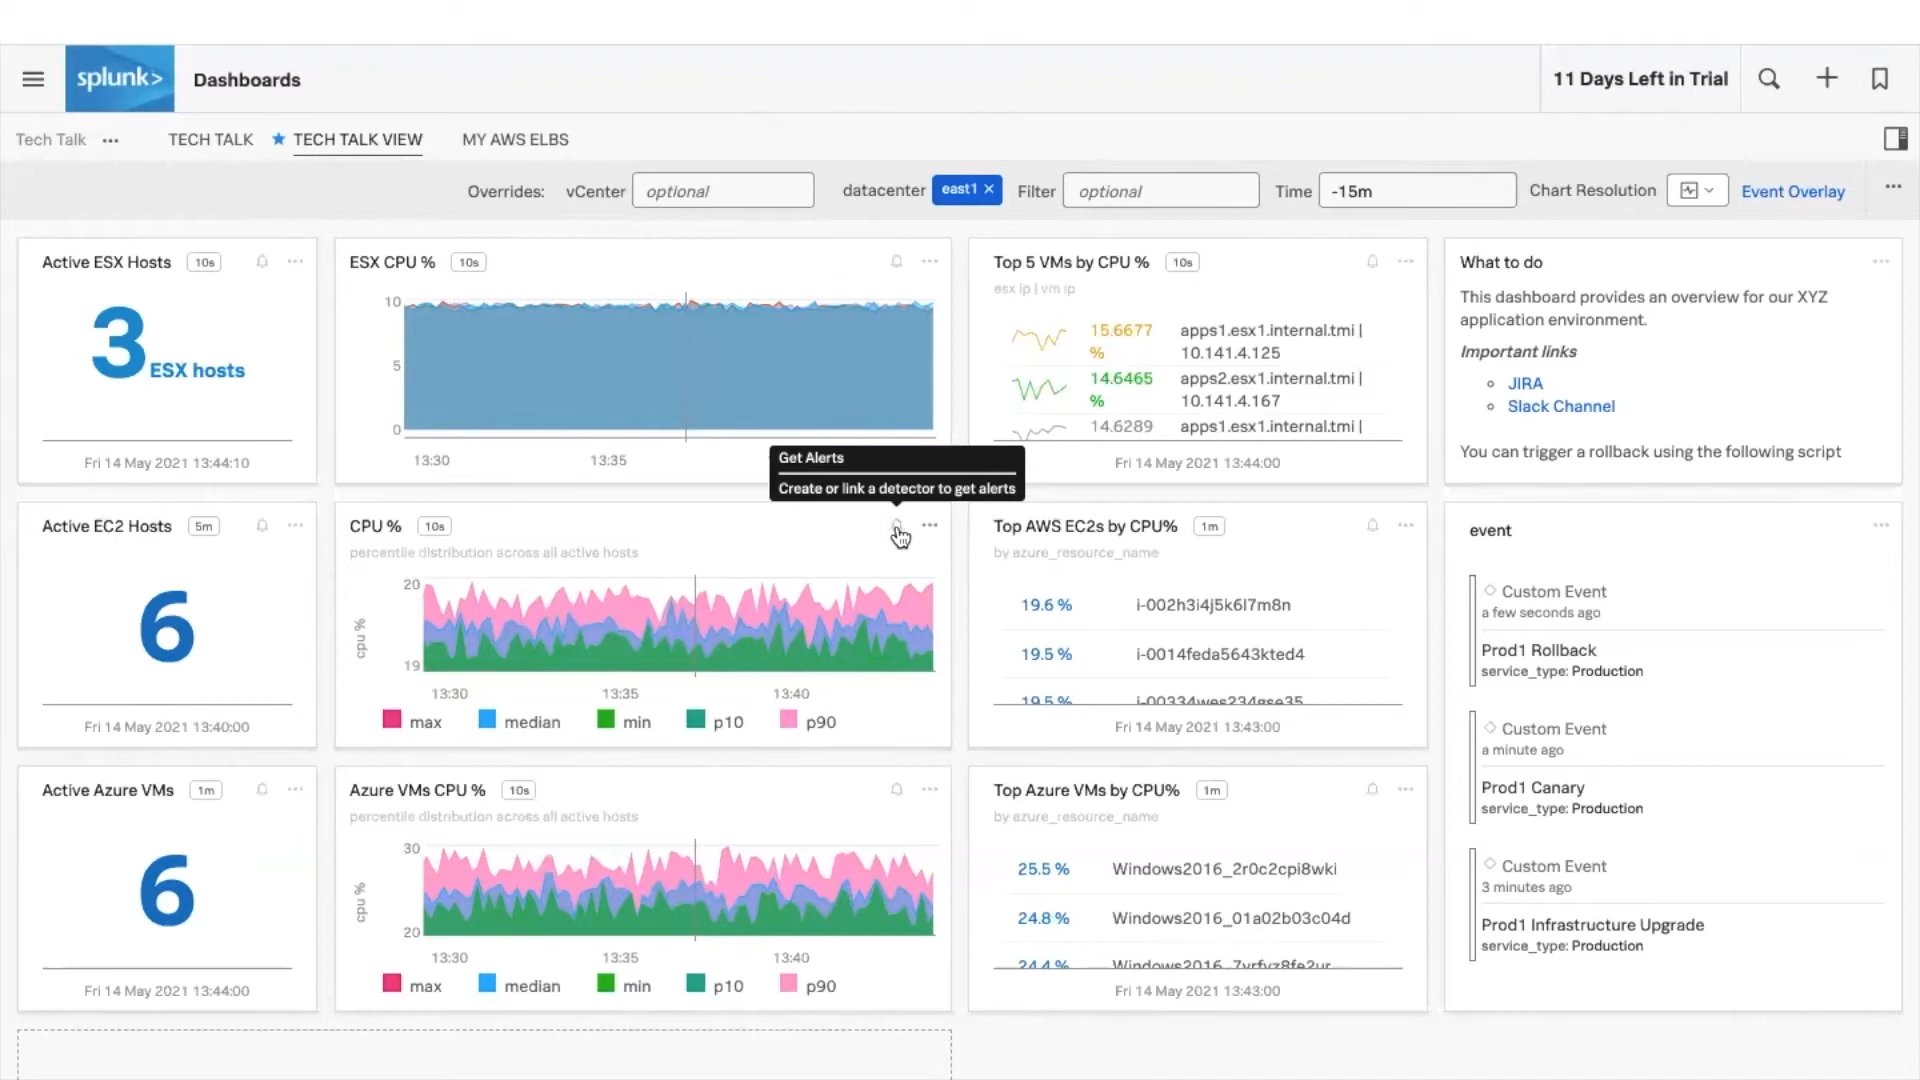 splunk>
Dashboards
11 Days Left in Trial
Tech Talk
TECH TALK
TECH TALK VIEW
MY AWS ELBS
Overrides:
vCenter
optional
datacenter
east1 ×
Filter
optional
Time
-15m
Chart Resolution
Event Overlay
Active ESX Hosts
10s
3 ESX hosts
Fri 14 May 2021 13:44:10
ESX CPU %
10s
10
5
0
13:30
13:35
Get Alerts
Create or link a detector to get alerts
Top 5 VMs by CPU %
10s
esx ip | vm ip
15.6677 %
apps1.esx1.internal.tmi |
10.141.4.125
14.6465 %
apps2.esx1.internal.tmi |
10.141.4.167
14.6289
apps1.esx1.internal.tmi |
Fri 14 May 2021 13:44:00
What to do
This dashboard provides an overview for our XYZ
application environment.
Important links
JIRA
Slack Channel
You can trigger a rollback using the following script
Active EC2 Hosts
5m
6
Fri 14 May 2021 13:40:00
CPU %
10s
percentile distribution across all active hosts
cpu %
20
19
13:30
13:35
13:40
max
median
min
p10
p90
Top AWS EC2s by CPU%
1m
by azure_resource_name
19.6 %
i-002h3i4j5k6l7m8n
19.5 %
i-0014feda5643kted4
19.5 %
Fri 14 May 2021 13:43:00
event
Custom Event
a few seconds ago
Prod1 Rollback
service_type: Production
Custom Event
a minute ago
Prod1 Canary
service_type: Production
Custom Event
3 minutes ago
Prod1 Infrastructure Upgrade
service_type: Production
Active Azure VMs
1m
6
Fri 14 May 2021 13:44:00
Azure VMs CPU %
10s
percentile distribution across all active hosts
cpu %
30
20
13:30
13:35
13:40
max
median
min
p10
p90
Top Azure VMs by CPU%
1m
by azure_resource_name
25.5 %
Windows2016_2r0c2cpi8wki
24.8 %
Windows2016_01a02b03c04d
24.4 %
Fri 14 May 2021 13:43:00